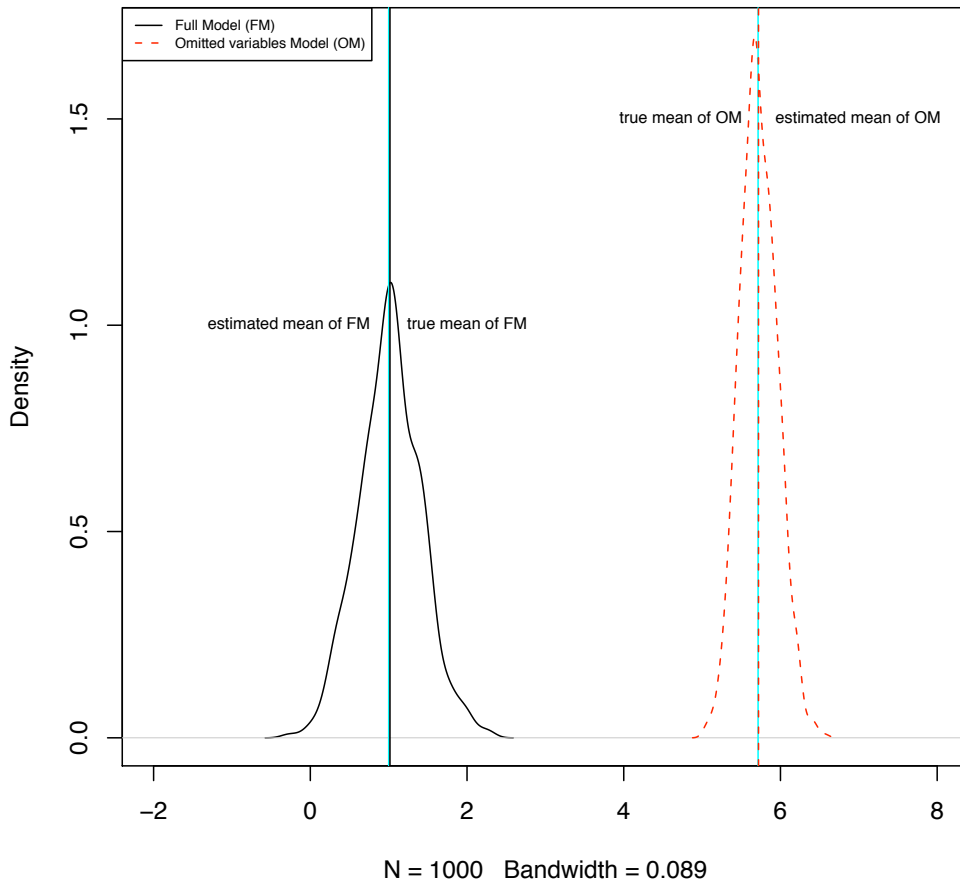 Full Model (FM)
Omitted variables Model (OM)
true mean of OM
estimated mean of OM
estimated mean of FM
true mean of FM
Density
0.0
0.5
1.0
1.5
−2
0
2
4
6
8
N = 1000 Bandwidth = 0.089